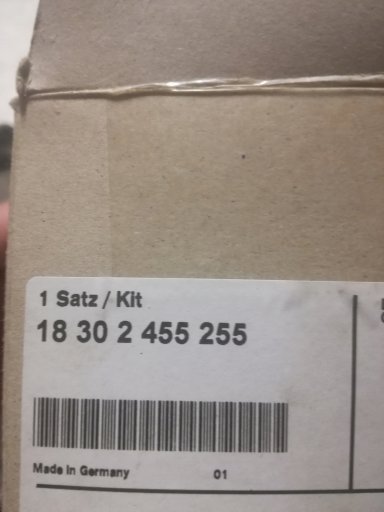 1 Satz / Kit
18 30 2 455 255
Made in Germany
01